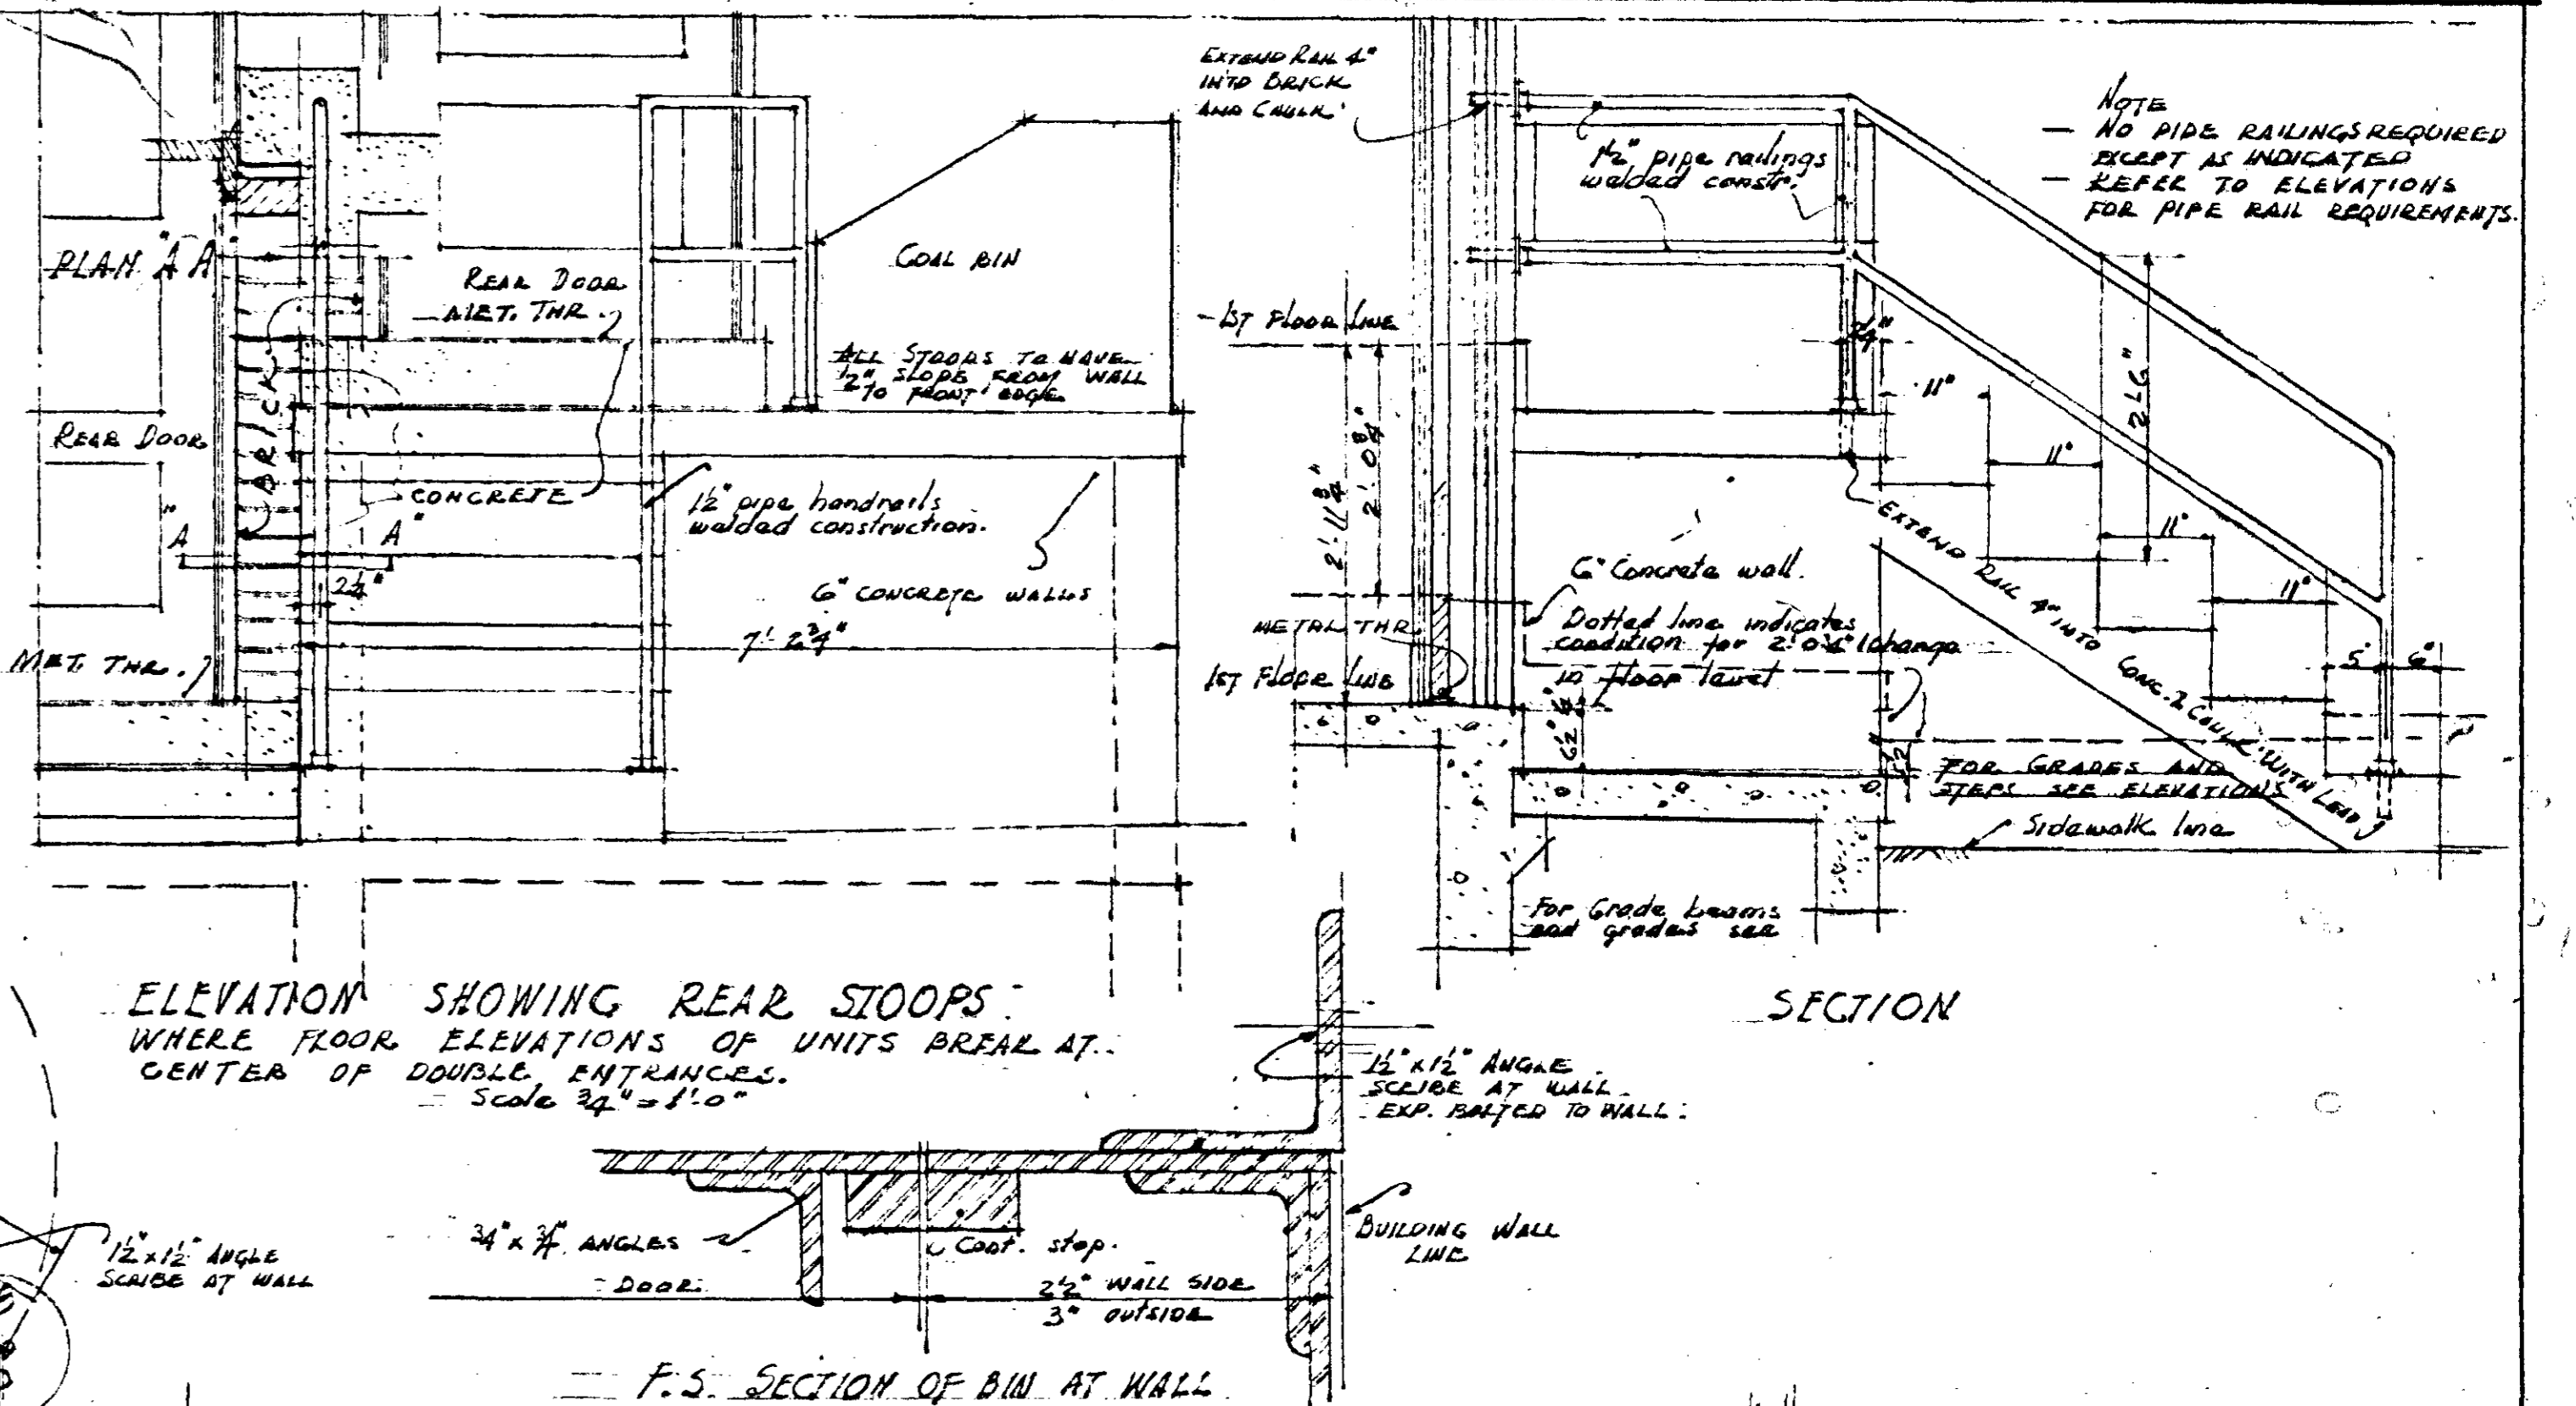 EXTEND RAIL 4"
INTO BRICK
AND CAULK.
NOTE
— NO PIPE RAILINGS REQUIRED
EXCEPT AS INDICATED
— REFER TO ELEVATIONS
FOR PIPE RAIL REQUIREMENTS.
1½" pipe railings
welded constr.
PLAN "A A"
REAR DOOR
MET. THR.
COAL BIN
1ST FLOOR LINE
ALL STOOPS TO HAVE
½" SLOPE FROM WALL
TO FRONT EDGE
2¼"
11"
2'-6"
REAR DOOR
BRICK
CONCRETE
1½" pipe handrails
welded construction.
2'-11¾"
2'-0¾"
11"
11"
11"
"A
A"
2¼"
6" CONCRETE WALLS
7'-2¾"
EXTEND RAIL 4" INTO CONC. & CAULK WITH LEAD
6" Concrete wall.
Dotted line indicates
condition for 2'-0¾" change
in floor level
METAL THR.
1ST FLOOR LINE
MET. THR.
5"
6"
6½"
FOR GRADES AND
STEPS SEE ELEVATIONS
Sidewalk line
For Grade beams
and grades see
ELEVATION SHOWING REAR STOOPS
WHERE FLOOR ELEVATIONS OF UNITS BREAK AT
CENTER OF DOUBLE ENTRANCES.
Scale ¾" = 1'-0"
SECTION
1½" x 1½" ANGLE
SCRIBE AT WALL
EXP. BOLTED TO WALL
1½" x 1½" ANGLE
SCRIBE AT WALL
¾" x ¾" ANGLES
Cont. stop.
DOOR
2½" WALL SIDE
3" OUTSIDE
BUILDING WALL
LINE
F.S. SECTION OF BIN AT WALL